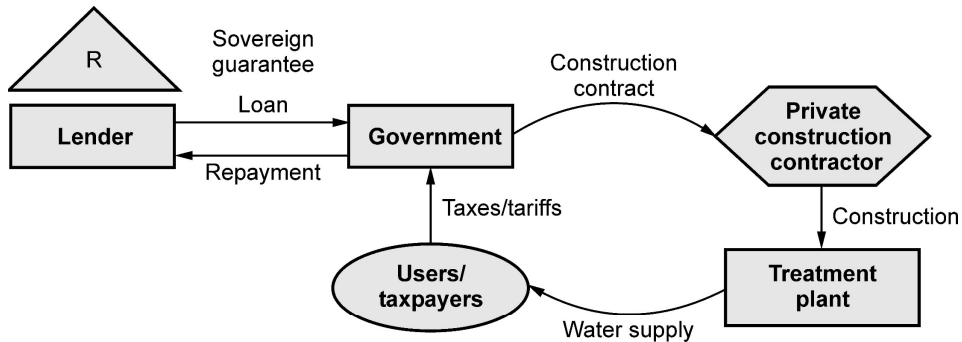 R
Sovereign
guarantee
Loan
Lender
Government
Repayment
Construction
contract
Private
construction
contractor
Construction
Taxes/tariffs
Users/
taxpayers
Treatment
plant
Water supply